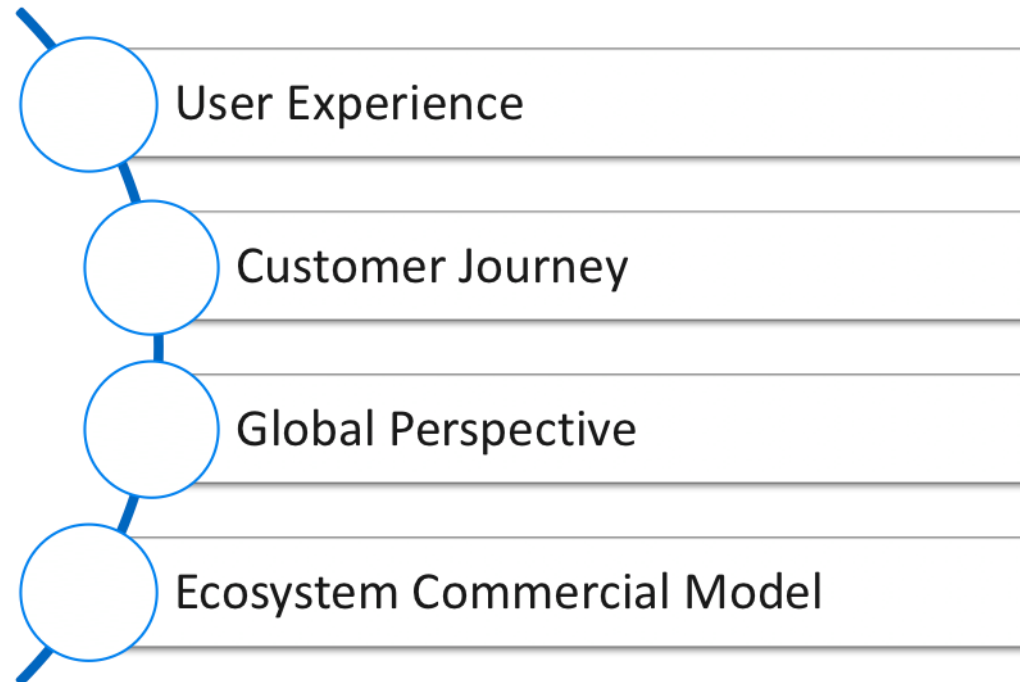 User Experience
Customer Journey
Global Perspective
Ecosystem Commercial Model